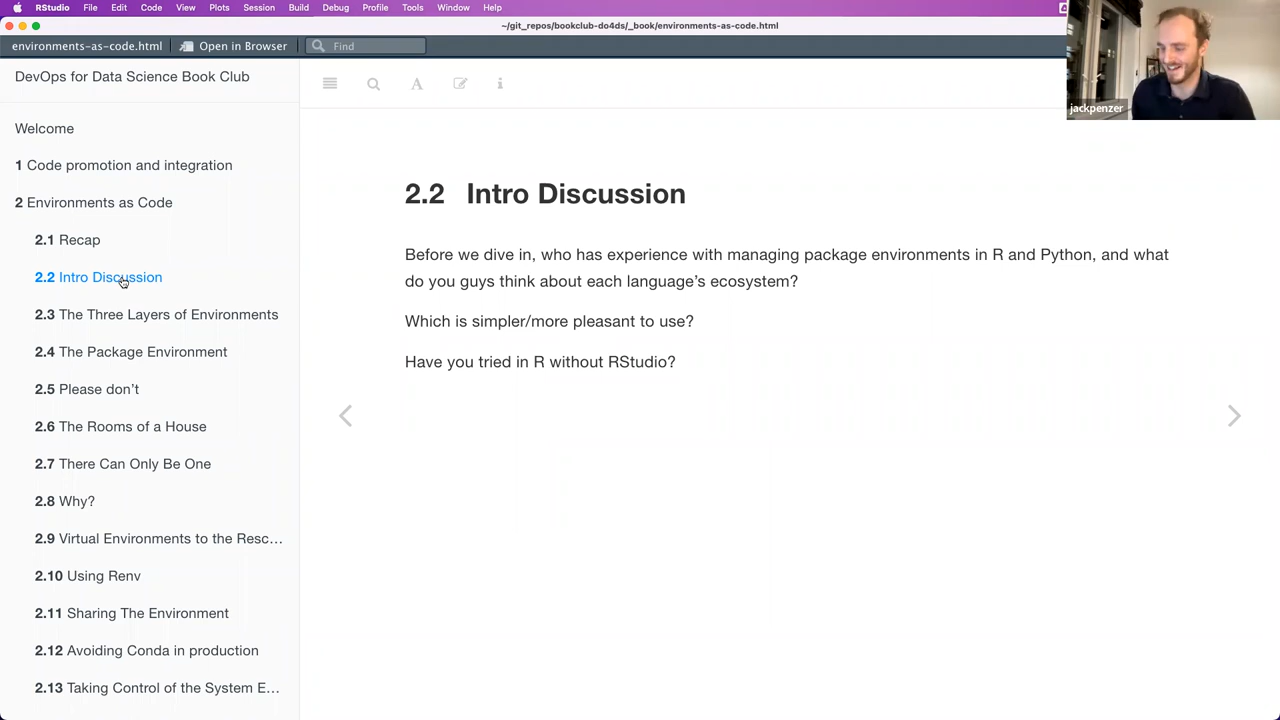 RStudio File Edit Code View Plots Session Build Debug Profile Tools Window Help
~/git_repos/bookclub-do4ds/_book/environments-as-code.html
environments-as-code.html Open in Browser Find
jackpenzer
DevOps for Data Science Book Club
Welcome
1 Code promotion and integration
2 Environments as Code
2.1 Recap
2.2 Intro Discussion
2.3 The Three Layers of Environments
2.4 The Package Environment
2.5 Please don't
2.6 The Rooms of a House
2.7 There Can Only Be One
2.8 Why?
2.9 Virtual Environments to the Resc…
2.10 Using Renv
2.11 Sharing The Environment
2.12 Avoiding Conda in production
2.13 Taking Control of the System E…
2.2 Intro Discussion
Before we dive in, who has experience with managing package environments in R and Python, and what
do you guys think about each language's ecosystem?
Which is simpler/more pleasant to use?
Have you tried in R without RStudio?